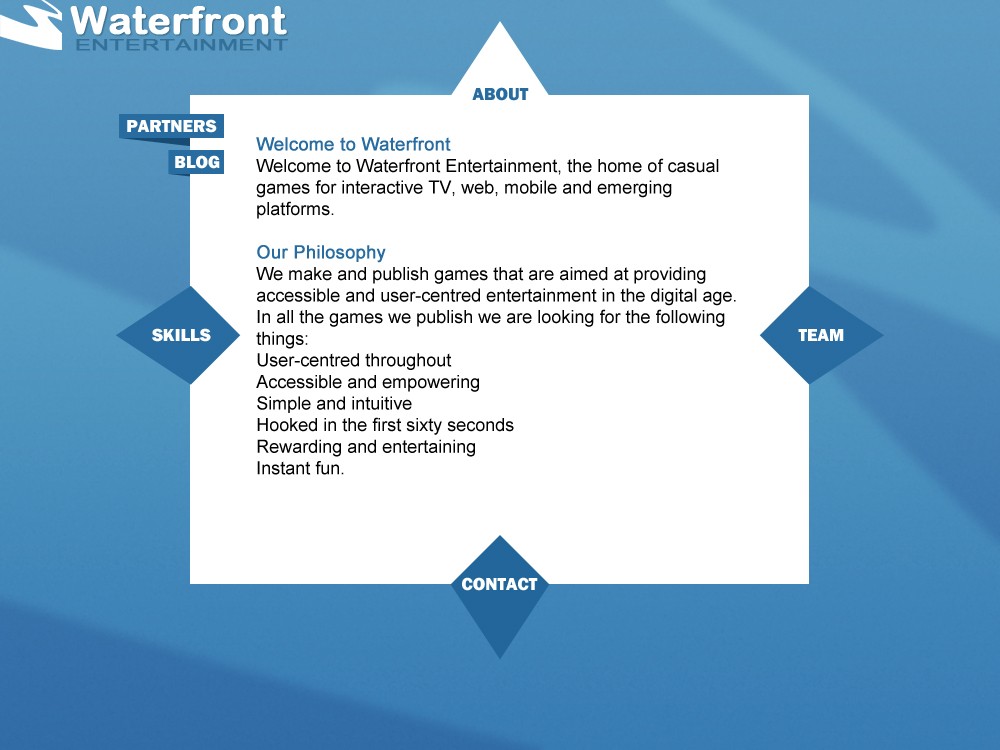 Waterfront
ENTERTAINMENT
ABOUT
PARTNERS
BLOG
Welcome to Waterfront
Welcome to Waterfront Entertainment, the home of casual
games for interactive TV, web, mobile and emerging
platforms.
Our Philosophy
We make and publish games that are aimed at providing
accessible and user-centred entertainment in the digital age.
In all the games we publish we are looking for the following
things:
User-centred throughout
Accessible and empowering
Simple and intuitive
Hooked in the first sixty seconds
Rewarding and entertaining
Instant fun.
SKILLS
TEAM
CONTACT